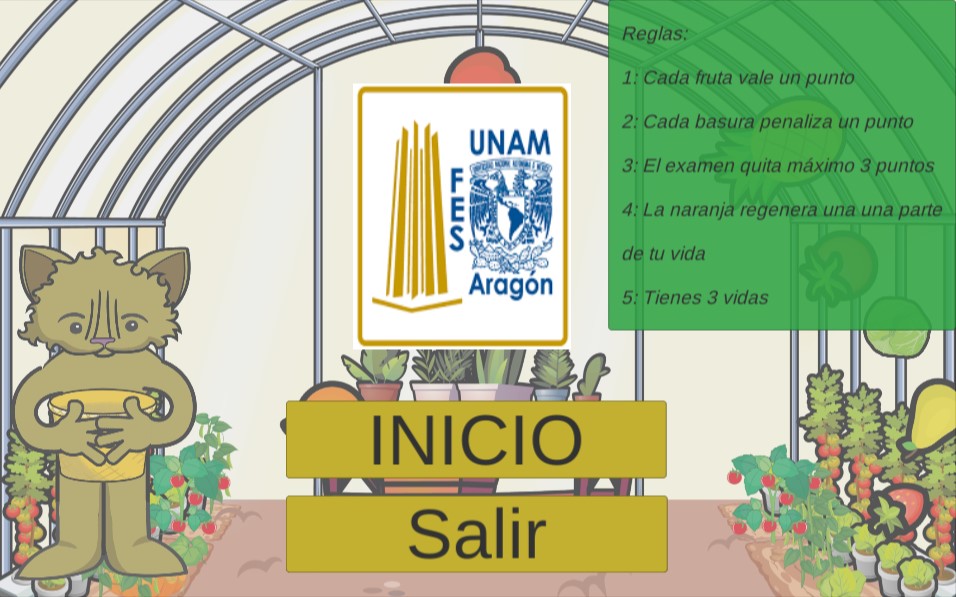 Reglas:
1: Cada fruta vale un punto
2: Cada basura penaliza un punto
3: El examen quita máximo 3 puntos
4: La naranja regenera una una parte
de tu vida
5: Tienes 3 vidas
UNAM
FES
Aragón
INICIO
Salir